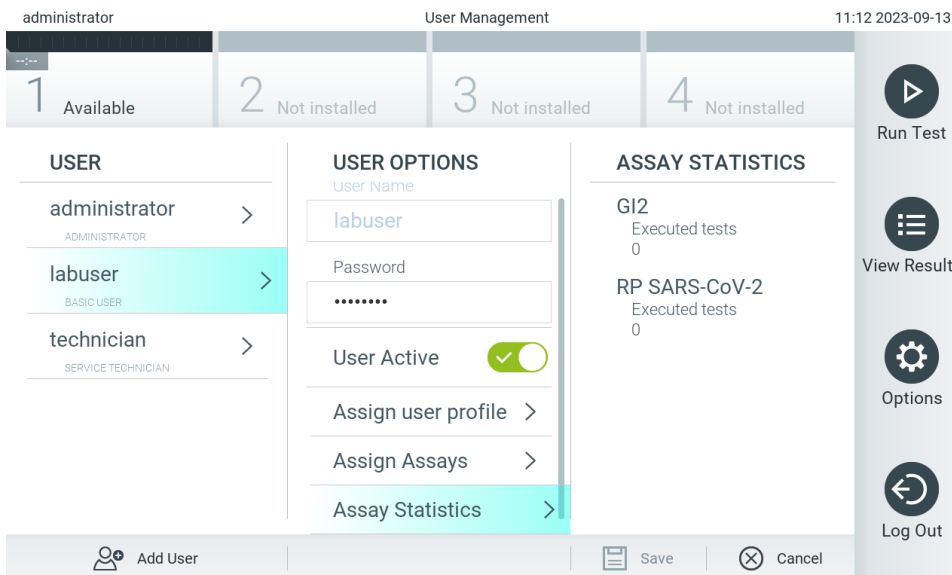 administrator
User Management
11:12 2023-09-13
--:--
1 Available
2 Not installed
3 Not installed
4 Not installed
Run Test
View Result
Options
Log Out
USER
administrator
ADMINISTRATOR
labuser
BASIC USER
technician
SERVICE TECHNICIAN
USER OPTIONS
User Name
labuser
Password
••••••••
User Active
Assign user profile
Assign Assays
Assay Statistics
ASSAY STATISTICS
GI2
Executed tests
0
RP SARS-CoV-2
Executed tests
0
Add User
Save
Cancel